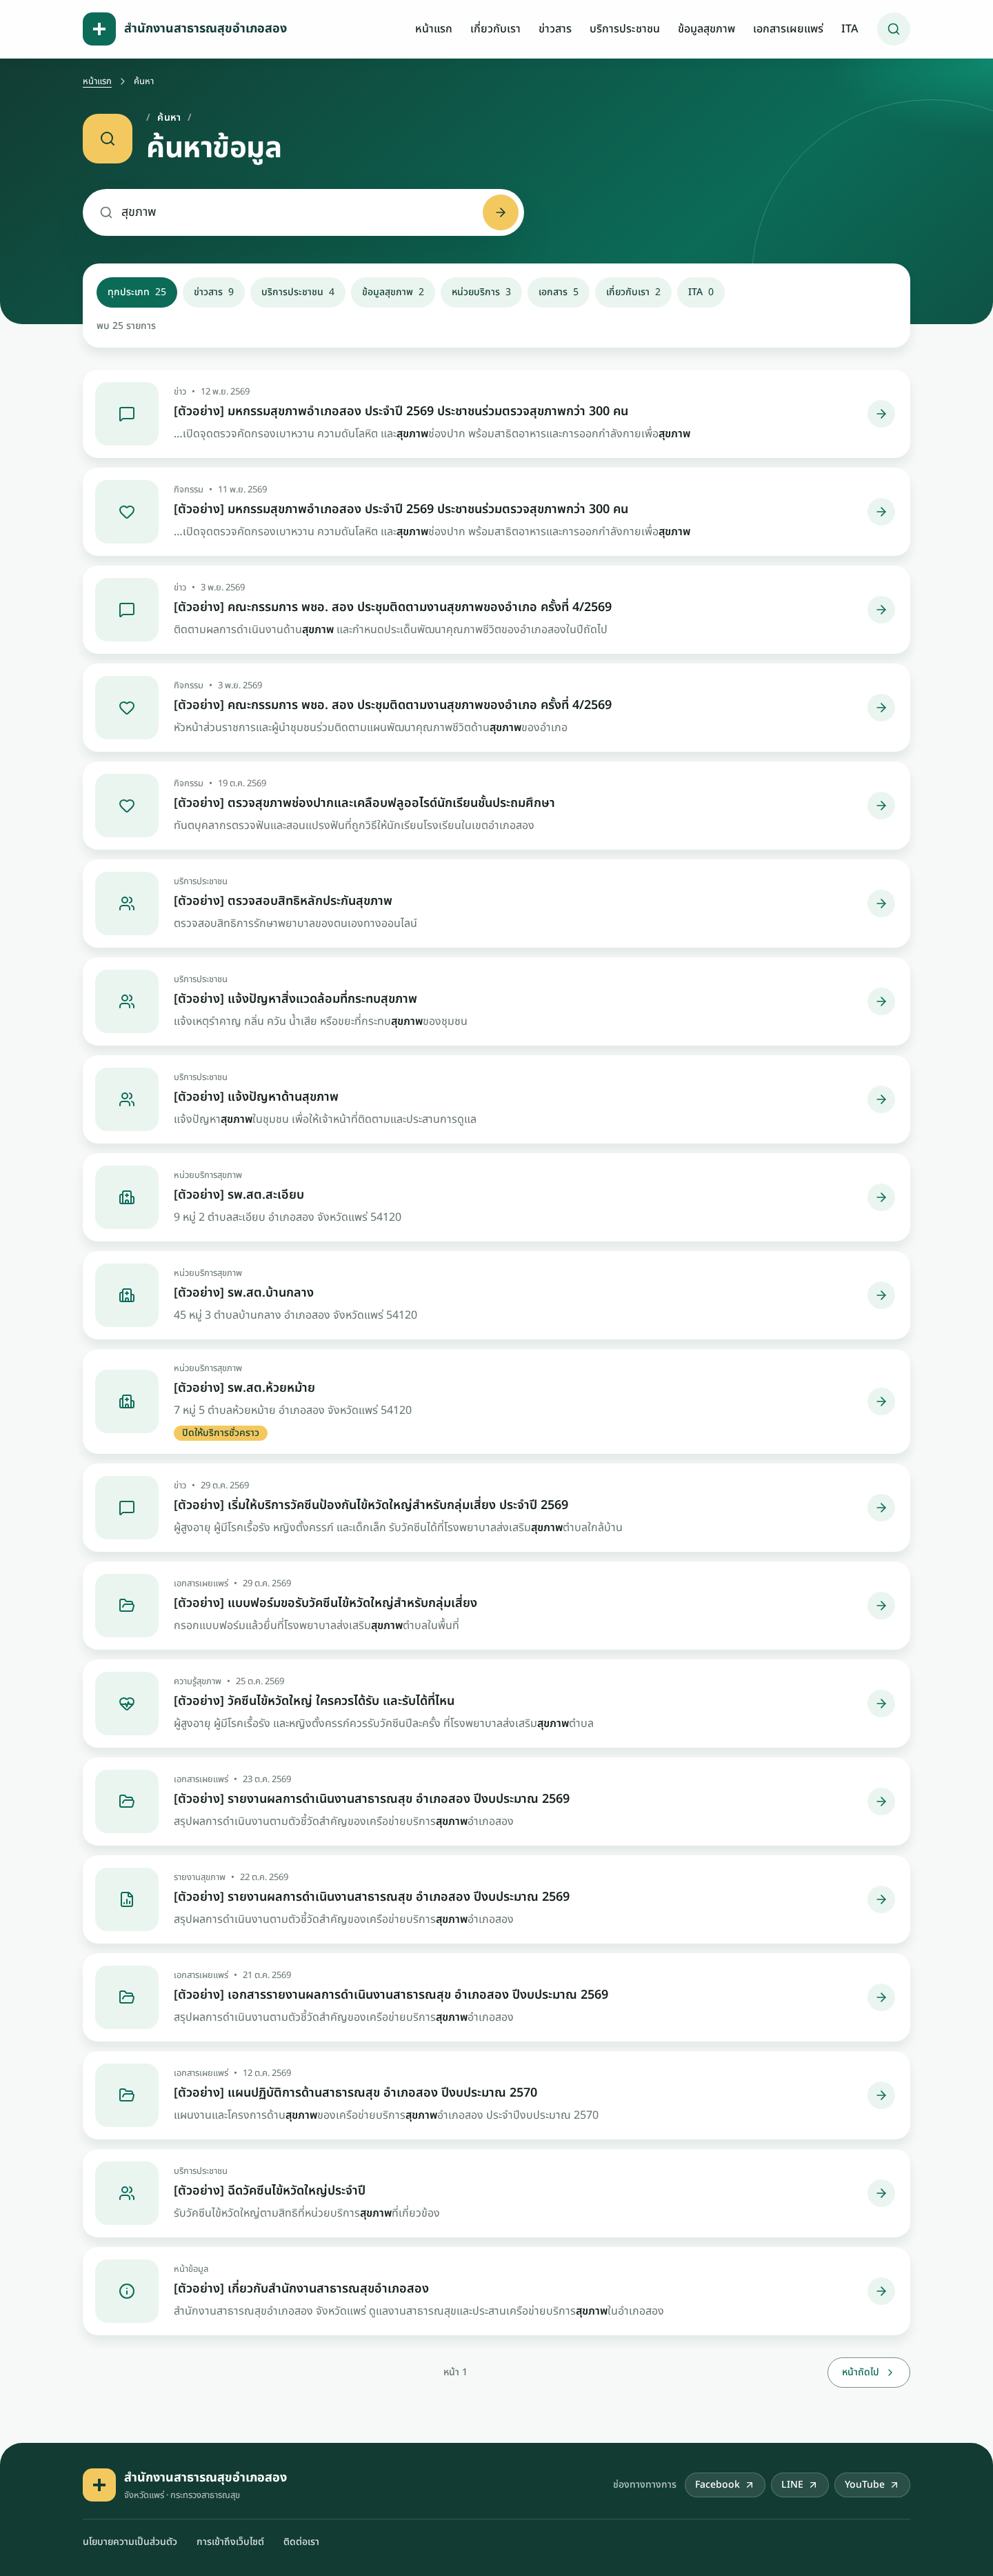 สำนักงานสาธารณสุขอำเภอสอง
หน้าแรก เกี่ยวกับเรา ข่าวสาร บริการประชาชน ข้อมูลสุขภาพ เอกสารเผยแพร่ ITA
หน้าแรก > ค้นหา
/ ค้นหา /
ค้นหาข้อมูล
สุขภาพ
ทุกประเภท 25 ข่าวสาร 9 บริการประชาชน 4 ข้อมูลสุขภาพ 2 หน่วยบริการ 3 เอกสาร 5 เกี่ยวกับเรา 2 ITA 0
พบ 25 รายการ
ข่าว • 12 พ.ย. 2569
[ตัวอย่าง] มหกรรมสุขภาพอำเภอสอง ประจำปี 2569 ประชาชนร่วมตรวจสุขภาพกว่า 300 คน
…เปิดจุดตรวจคัดกรองเบาหวาน ความดันโลหิต และสุขภาพช่องปาก พร้อมสาธิตอาหารและการออกกำลังกายเพื่อสุขภาพ
กิจกรรม • 11 พ.ย. 2569
[ตัวอย่าง] มหกรรมสุขภาพอำเภอสอง ประจำปี 2569 ประชาชนร่วมตรวจสุขภาพกว่า 300 คน
…เปิดจุดตรวจคัดกรองเบาหวาน ความดันโลหิต และสุขภาพช่องปาก พร้อมสาธิตอาหารและการออกกำลังกายเพื่อสุขภาพ
ข่าว • 3 พ.ย. 2569
[ตัวอย่าง] คณะกรรมการ พชอ. สอง ประชุมติดตามงานสุขภาพของอำเภอ ครั้งที่ 4/2569
ติดตามผลการดำเนินงานด้านสุขภาพ และกำหนดประเด็นพัฒนาคุณภาพชีวิตของอำเภอสองในปีถัดไป
กิจกรรม • 3 พ.ย. 2569
[ตัวอย่าง] คณะกรรมการ พชอ. สอง ประชุมติดตามงานสุขภาพของอำเภอ ครั้งที่ 4/2569
หัวหน้าส่วนราชการและผู้นำชุมชนร่วมติดตามแผนพัฒนาคุณภาพชีวิตด้านสุขภาพของอำเภอ
กิจกรรม • 19 ต.ค. 2569
[ตัวอย่าง] ตรวจสุขภาพช่องปากและเคลือบฟลูออไรด์นักเรียนชั้นประถมศึกษา
ทันตบุคลากรตรวจฟันและสอนแปรงฟันที่ถูกวิธีให้นักเรียนโรงเรียนในเขตอำเภอสอง
บริการประชาชน
[ตัวอย่าง] ตรวจสอบสิทธิหลักประกันสุขภาพ
ตรวจสอบสิทธิการรักษาพยาบาลของตนเองทางออนไลน์
บริการประชาชน
[ตัวอย่าง] แจ้งปัญหาสิ่งแวดล้อมที่กระทบสุขภาพ
แจ้งเหตุรำคาญ กลิ่น ควัน น้ำเสีย หรือขยะที่กระทบสุขภาพของชุมชน
บริการประชาชน
[ตัวอย่าง] แจ้งปัญหาด้านสุขภาพ
แจ้งปัญหาสุขภาพในชุมชน เพื่อให้เจ้าหน้าที่ติดตามและประสานการดูแล
หน่วยบริการสุขภาพ
[ตัวอย่าง] รพ.สต.สะเอียบ
9 หมู่ 2 ตำบลสะเอียบ อำเภอสอง จังหวัดแพร่ 54120
หน่วยบริการสุขภาพ
[ตัวอย่าง] รพ.สต.บ้านกลาง
45 หมู่ 3 ตำบลบ้านกลาง อำเภอสอง จังหวัดแพร่ 54120
หน่วยบริการสุขภาพ
[ตัวอย่าง] รพ.สต.ห้วยหม้าย
7 หมู่ 5 ตำบลห้วยหม้าย อำเภอสอง จังหวัดแพร่ 54120
ปิดให้บริการชั่วคราว
ข่าว • 29 ต.ค. 2569
[ตัวอย่าง] เริ่มให้บริการวัคซีนป้องกันไข้หวัดใหญ่สำหรับกลุ่มเสี่ยง ประจำปี 2569
ผู้สูงอายุ ผู้มีโรคเรื้อรัง หญิงตั้งครรภ์ และเด็กเล็ก รับวัคซีนได้ที่โรงพยาบาลส่งเสริมสุขภาพตำบลใกล้บ้าน
เอกสารเผยแพร่ • 29 ต.ค. 2569
[ตัวอย่าง] แบบฟอร์มขอรับวัคซีนไข้หวัดใหญ่สำหรับกลุ่มเสี่ยง
กรอกแบบฟอร์มแล้วยื่นที่โรงพยาบาลส่งเสริมสุขภาพตำบลในพื้นที่
ความรู้สุขภาพ • 25 ต.ค. 2569
[ตัวอย่าง] วัคซีนไข้หวัดใหญ่ ใครควรได้รับ และรับได้ที่ไหน
ผู้สูงอายุ ผู้มีโรคเรื้อรัง และหญิงตั้งครรภ์ควรรับวัคซีนปีละครั้ง ที่โรงพยาบาลส่งเสริมสุขภาพตำบล
เอกสารเผยแพร่ • 23 ต.ค. 2569
[ตัวอย่าง] รายงานผลการดำเนินงานสาธารณสุข อำเภอสอง ปีงบประมาณ 2569
สรุปผลการดำเนินงานตามตัวชี้วัดสำคัญของเครือข่ายบริการสุขภาพอำเภอสอง
รายงานสุขภาพ • 22 ต.ค. 2569
[ตัวอย่าง] รายงานผลการดำเนินงานสาธารณสุข อำเภอสอง ปีงบประมาณ 2569
สรุปผลการดำเนินงานตามตัวชี้วัดสำคัญของเครือข่ายบริการสุขภาพอำเภอสอง
เอกสารเผยแพร่ • 21 ต.ค. 2569
[ตัวอย่าง] เอกสารรายงานผลการดำเนินงานสาธารณสุข อำเภอสอง ปีงบประมาณ 2569
สรุปผลการดำเนินงานตามตัวชี้วัดสำคัญของเครือข่ายบริการสุขภาพอำเภอสอง
เอกสารเผยแพร่ • 12 ต.ค. 2569
[ตัวอย่าง] แผนปฏิบัติการด้านสาธารณสุข อำเภอสอง ปีงบประมาณ 2570
แผนงานและโครงการด้านสุขภาพของเครือข่ายบริการสุขภาพอำเภอสอง ประจำปีงบประมาณ 2570
บริการประชาชน
[ตัวอย่าง] ฉีดวัคซีนไข้หวัดใหญ่ประจำปี
รับวัคซีนไข้หวัดใหญ่ตามสิทธิที่หน่วยบริการสุขภาพที่เกี่ยวข้อง
หน้าข้อมูล
[ตัวอย่าง] เกี่ยวกับสำนักงานสาธารณสุขอำเภอสอง
สำนักงานสาธารณสุขอำเภอสอง จังหวัดแพร่ ดูแลงานสาธารณสุขและประสานเครือข่ายบริการสุขภาพในอำเภอสอง
หน้า 1
หน้าถัดไป
สำนักงานสาธารณสุขอำเภอสอง
จังหวัดแพร่ · กระทรวงสาธารณสุข
ช่องทางทางการ Facebook LINE YouTube
นโยบายความเป็นส่วนตัว การเข้าถึงเว็บไซต์ ติดต่อเรา